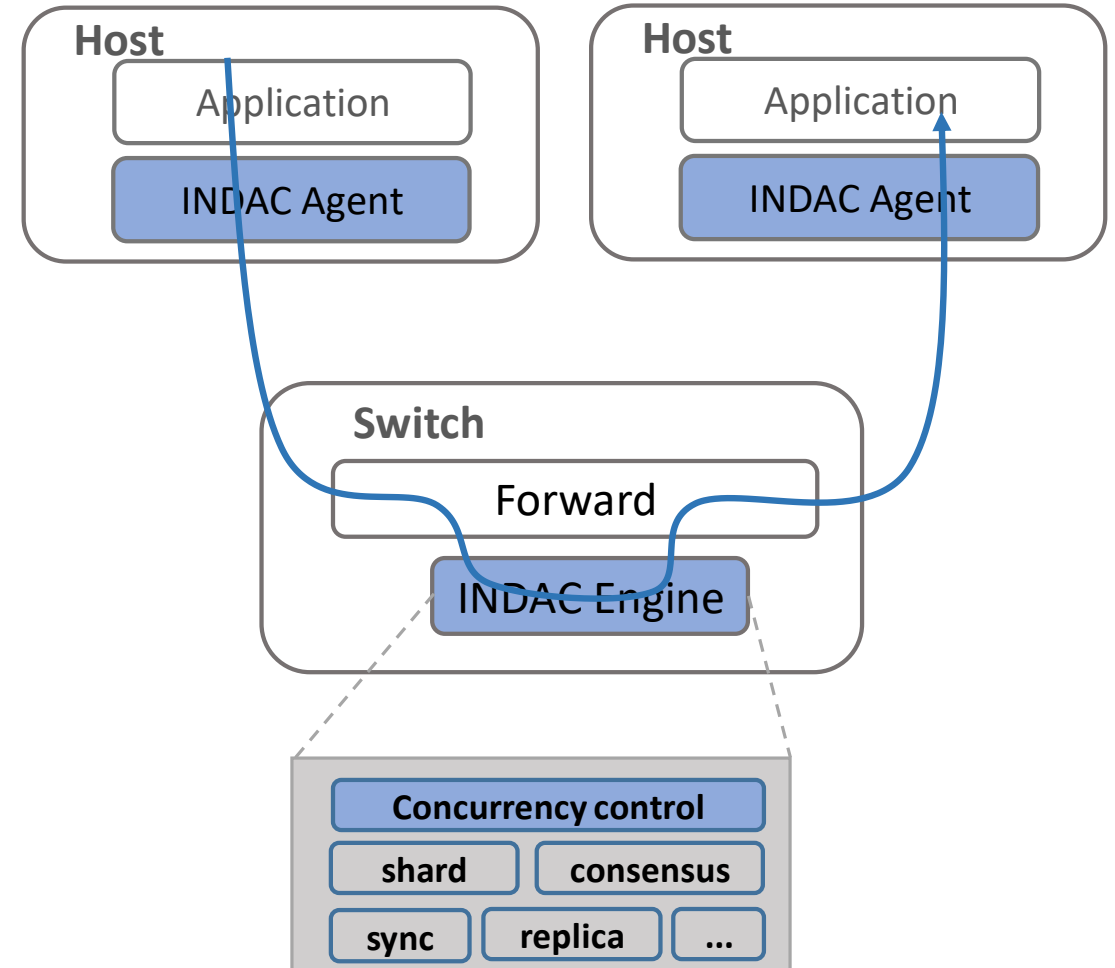 Host
Application
INDAC Agent
Host
Application
INDAC Agent
Switch
Forward
INDAC Engine
Concurrency control
shard
consensus
sync
replica
...